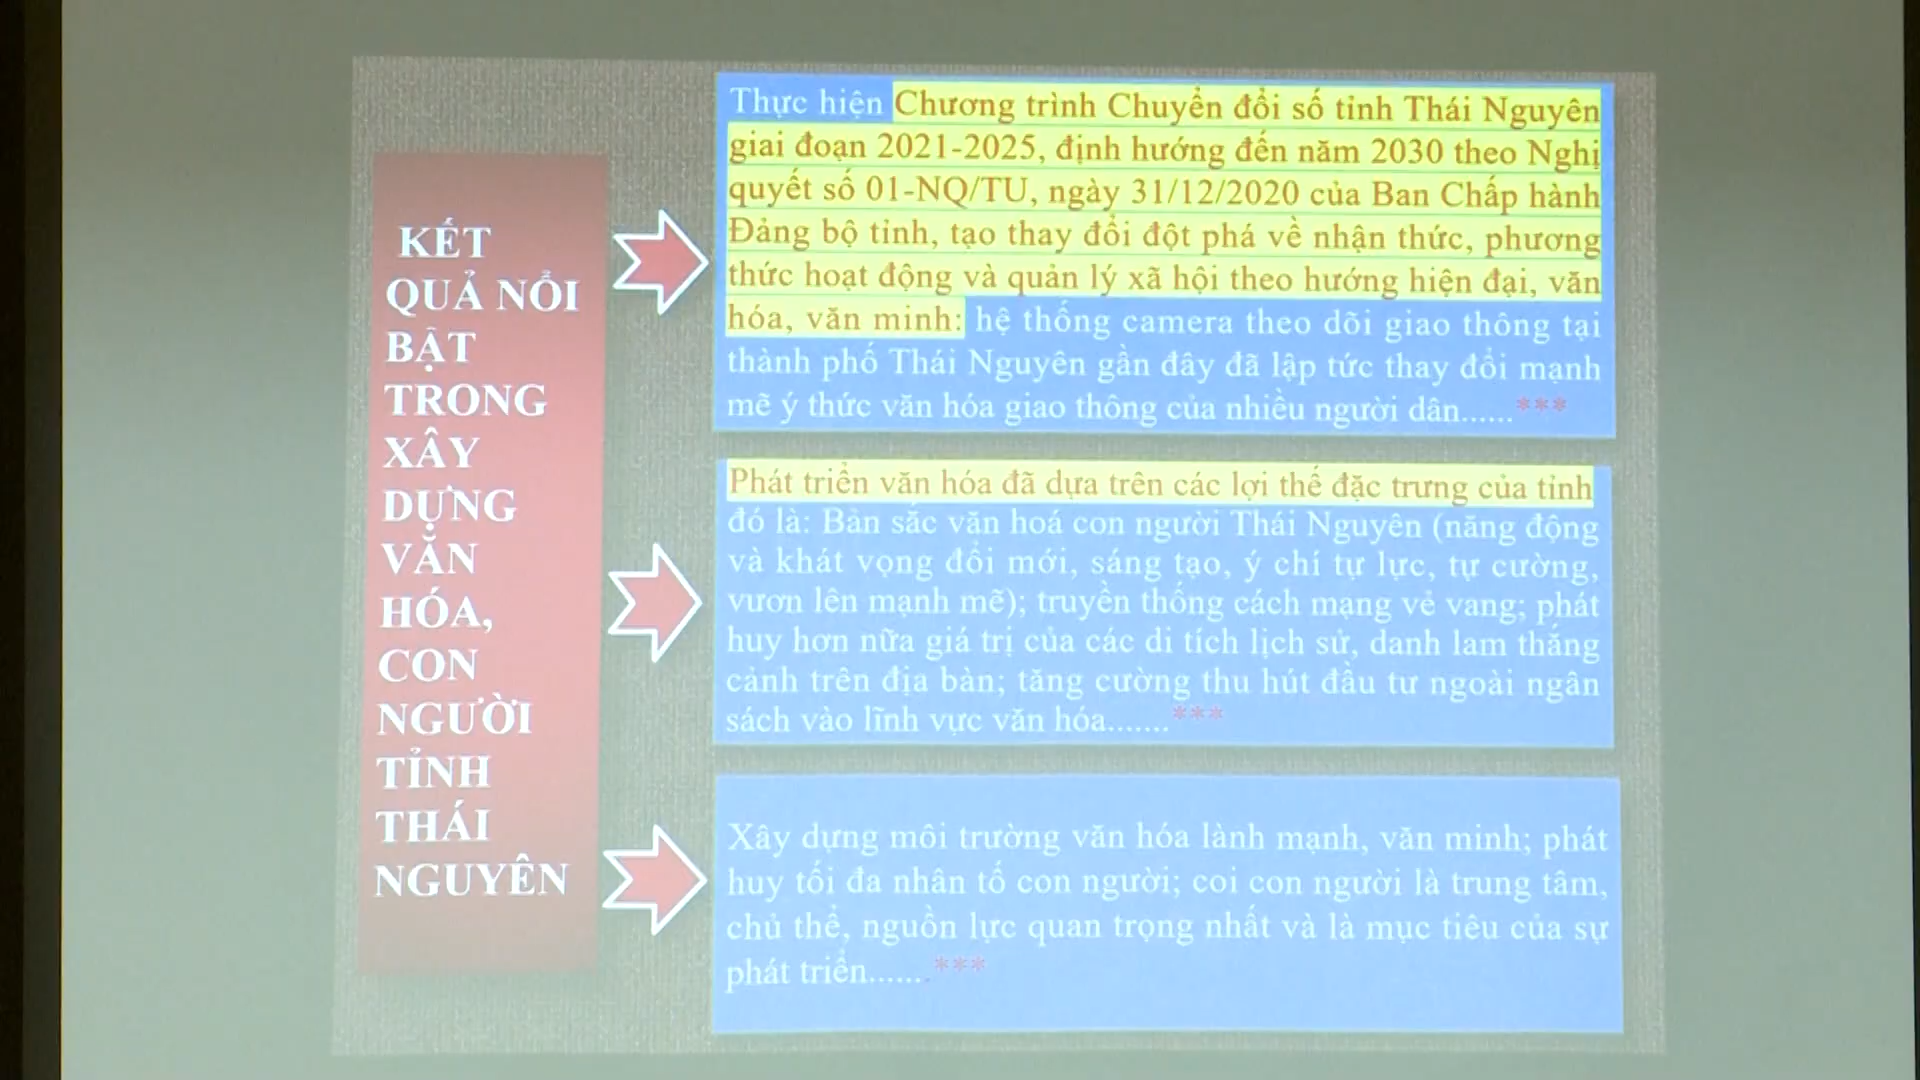 KẾT
QUẢ NỔI
BẬT
TRONG
XÂY
DỰNG
VĂN
HÓA,
CON
NGƯỜI
TỈNH
THÁI
NGUYÊN
Thực hiện Chương trình Chuyển đổi số tỉnh Thái Nguyên
giai đoạn 2021-2025, định hướng đến năm 2030 theo Nghị
quyết số 01-NQ/TU, ngày 31/12/2020 của Ban Chấp hành
Đảng bộ tỉnh, tạo thay đổi đột phá về nhận thức, phương
thức hoạt động và quản lý xã hội theo hướng hiện đại, văn
hóa, văn minh: hệ thống camera theo dõi giao thông tại
thành phố Thái Nguyên gần đây đã lập tức thay đổi mạnh
mẽ ý thức văn hóa giao thông của nhiều người dân......***
Phát triển văn hóa đã dựa trên các lợi thế đặc trưng của tỉnh
đó là: Bản sắc văn hoá con người Thái Nguyên (năng động
và khát vọng đổi mới, sáng tạo, ý chí tự lực, tự cường,
vươn lên mạnh mẽ); truyền thống cách mạng vẻ vang; phát
huy hơn nữa giá trị của các di tích lịch sử, danh lam thắng
cảnh trên địa bàn; tăng cường thu hút đầu tư ngoài ngân
sách vào lĩnh vực văn hóa.......***
Xây dựng môi trường văn hóa lành mạnh, văn minh; phát
huy tối đa nhân tố con người; coi con người là trung tâm,
chủ thể, nguồn lực quan trọng nhất và là mục tiêu của sự
phát triển.......***